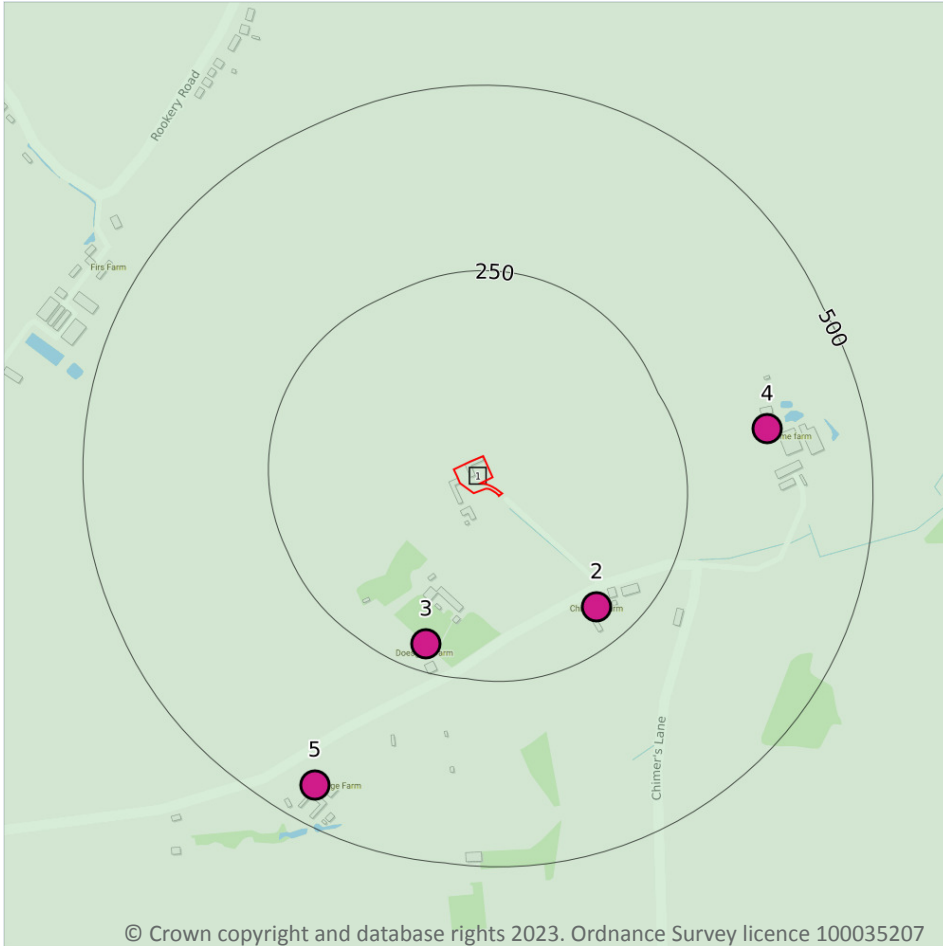 Rookery Road
Firs Farm
250
500
4
farm
1
2
3
5
Farm
Chimer's Lane
© Crown copyright and database rights 2023. Ordnance Survey licence 100035207